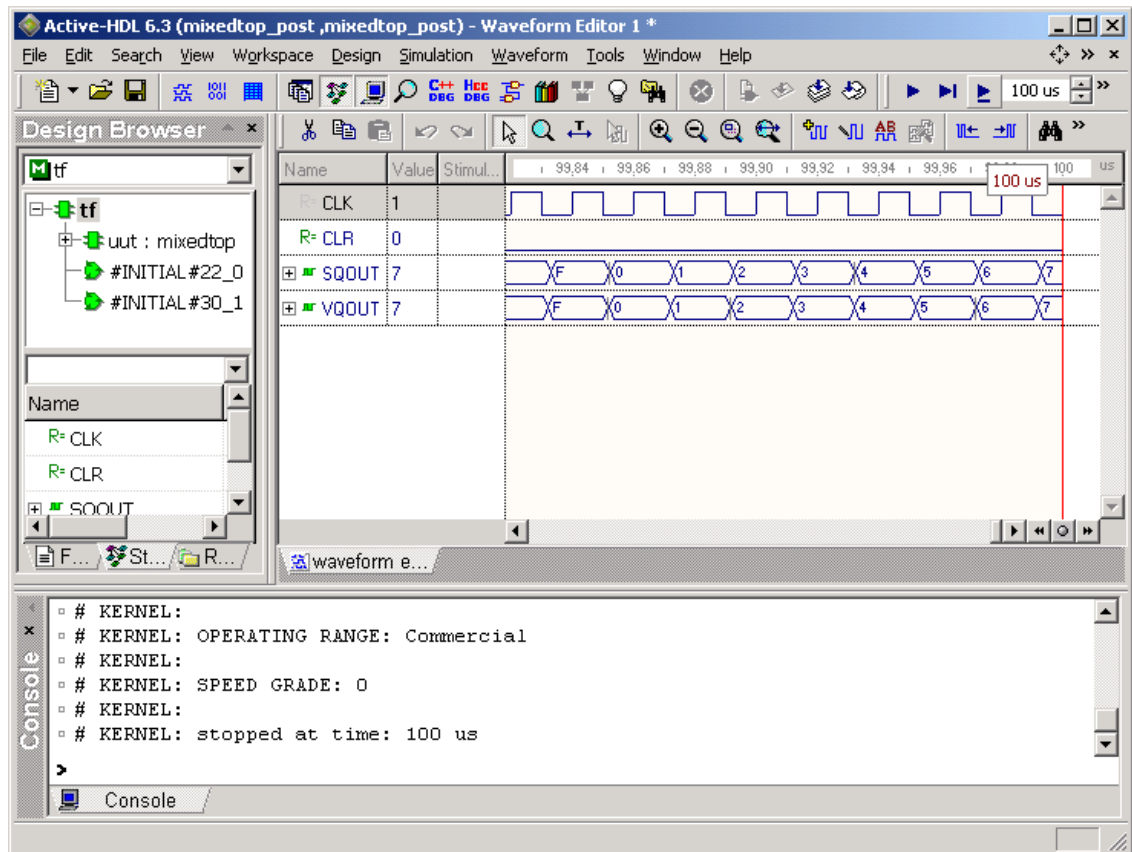 Active-HDL 6.3 (mixedtop_post ,mixedtop_post) - Waveform Editor 1 *
File Edit Search View Workspace Design Simulation Waveform Tools Window Help
C++ DBG HCC DBG 100 us
Design Browser
tf
tf
uut : mixedtop
#INITIAL#22_0
#INITIAL#30_1
Name
R= CLK
R= CLR
SQOUT
F... St... R...
Name Value Stimul... 99,84 99,86 99,88 99,90 99,92 99,94 99,96 100 us
100 us
R= CLK 1
R= CLR 0
SQOUT 7 F 0 1 2 3 4 5 6 7
VQOUT 7 F 0 1 2 3 4 5 6 7
waveform e...
Console
# KERNEL:
# KERNEL: OPERATING RANGE: Commercial
# KERNEL:
# KERNEL: SPEED GRADE: 0
# KERNEL:
# KERNEL: stopped at time: 100 us
>
Console